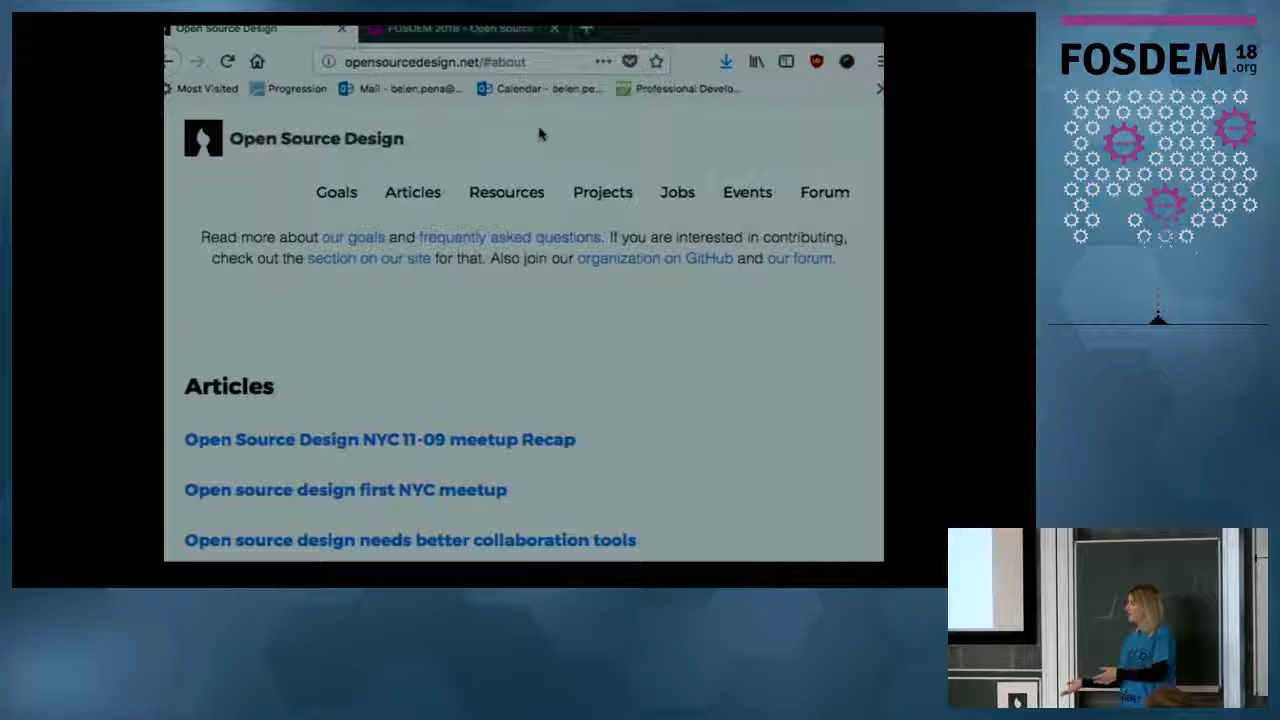 Open Source Design
FOSDEM 2018 - Open Source
opensourcedesign.net/#about
Most Visited
Progression
Mail - belen.pena@...
Calendar - belen.pe...
Professional Develo...
Open Source Design
Goals
Articles
Resources
Projects
Jobs
Events
Forum
Read more about our goals and frequently asked questions. If you are interested in contributing,
check out the section on our site for that. Also join our organization on GitHub and our forum.
Articles
Open Source Design NYC 11-09 meetup Recap
Open source design first NYC meetup
Open source design needs better collaboration tools
FOSDEM 18
.org